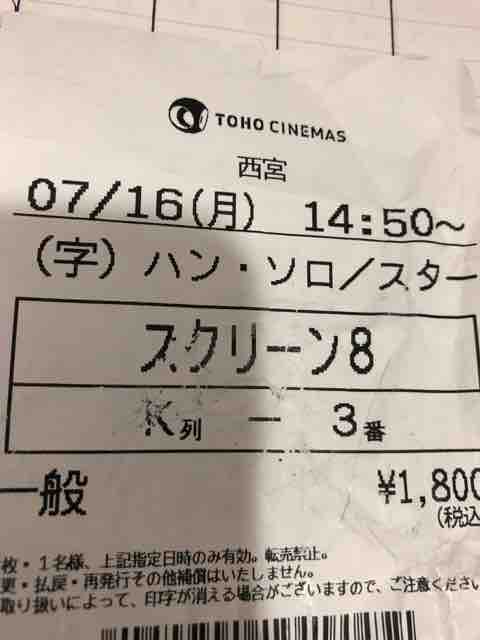 TOHO CINEMAS
西宮
07/16(月) 14:50～
(字) ハン・ソロ/スター
スクリーン8
K列 ー 3番
一般 ¥1,800
(税込
枚・1名様、上記指定日時のみ有効。転売禁止。
更・払戻・再発行その他補償はいたしません。
取り扱いによって、印字が消える場合がございますので、ご注意ください